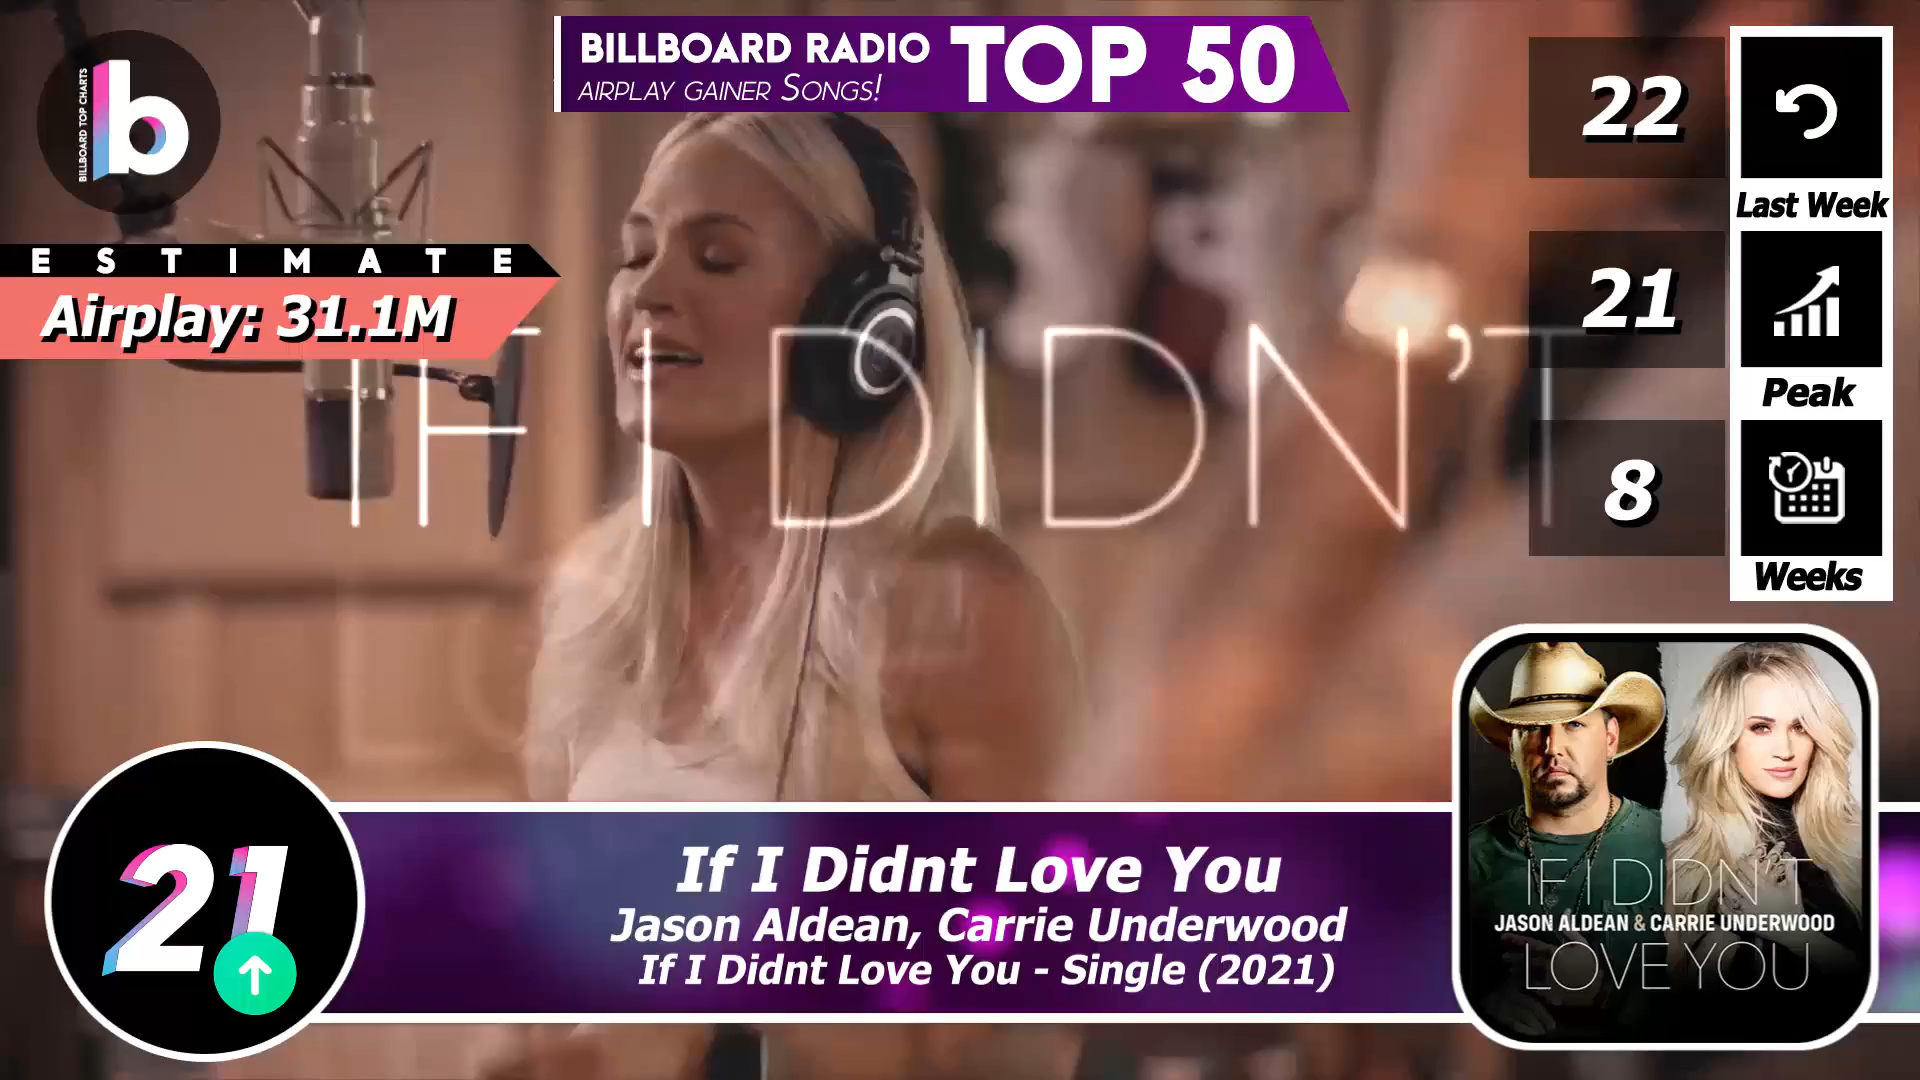 BILLBOARD RADIO
AIRPLAY GAINER SONGS!
TOP 50
BILLBOARD TOP CHARTS
b
22
Last Week
ESTIMATE
Airplay: 31.1M
21
Peak
IF I DIDN'T
8
Weeks
21
If I Didnt Love You
Jason Aldean, Carrie Underwood
If I Didnt Love You - Single (2021)
IF I DIDN'T
JASON ALDEAN & CARRIE UNDERWOOD
LOVE YOU